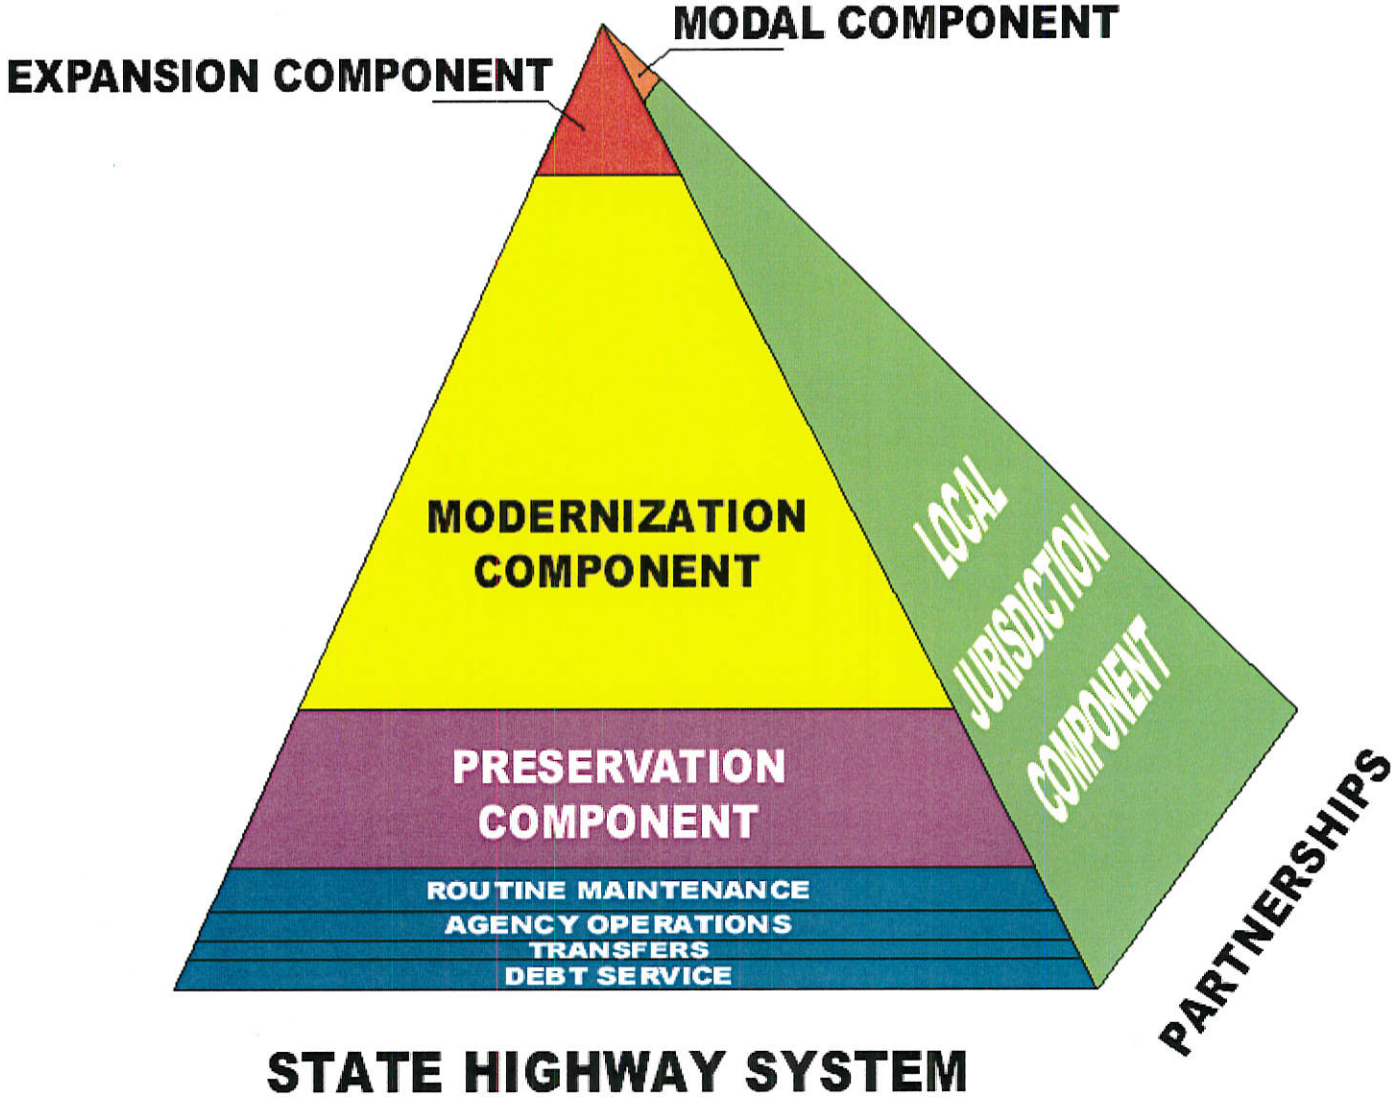 MODAL COMPONENT
EXPANSION COMPONENT
MODERNIZATION
COMPONENT
LOCAL
JURISDICTION
COMPONENT
PRESERVATION
COMPONENT
ROUTINE MAINTENANCE
AGENCY OPERATIONS
TRANSFERS
DEBT SERVICE
PARTNERSHIPS
STATE HIGHWAY SYSTEM